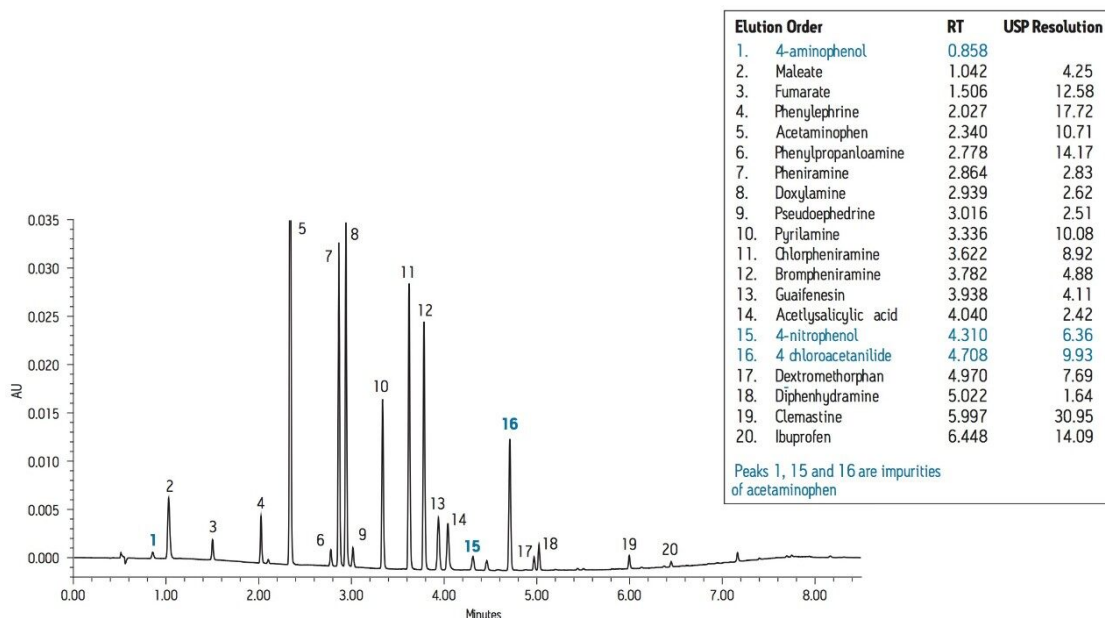 Elution Order RT USP Resolution
1. 4-aminophenol 0.858
2. Maleate 1.042 4.25
3. Fumarate 1.506 12.58
4. Phenylephrine 2.027 17.72
5. Acetaminophen 2.340 10.71
6. Phenylpropanloamine 2.778 14.17
7. Pheniramine 2.864 2.83
8. Doxylamine 2.939 2.62
9. Pseudoephedrine 3.016 2.51
10. Pyrilamine 3.336 10.08
11. Chlorpheniramine 3.622 8.92
12. Brompheniramine 3.782 4.88
13. Guaifenesin 3.938 4.11
14. Acetlysalicylic acid 4.040 2.42
15. 4-nitrophenol 4.310 6.36
16. 4 chloroacetanilide 4.708 9.93
17. Dextromethorphan 4.970 7.69
18. Diphenhydramine 5.022 1.64
19. Clemastine 5.997 30.95
20. Ibuprofen 6.448 14.09
Peaks 1, 15 and 16 are impurities
of acetaminophen
0.035
0.030
0.025
0.020
0.015
0.010
0.005
0.000
AU
1
2
3
4
5
6
7
8
9
10
11
12
13
14
15
16
17
18
19
20
0.00 1.00 2.00 3.00 4.00 5.00 6.00 7.00 8.00
Minutes